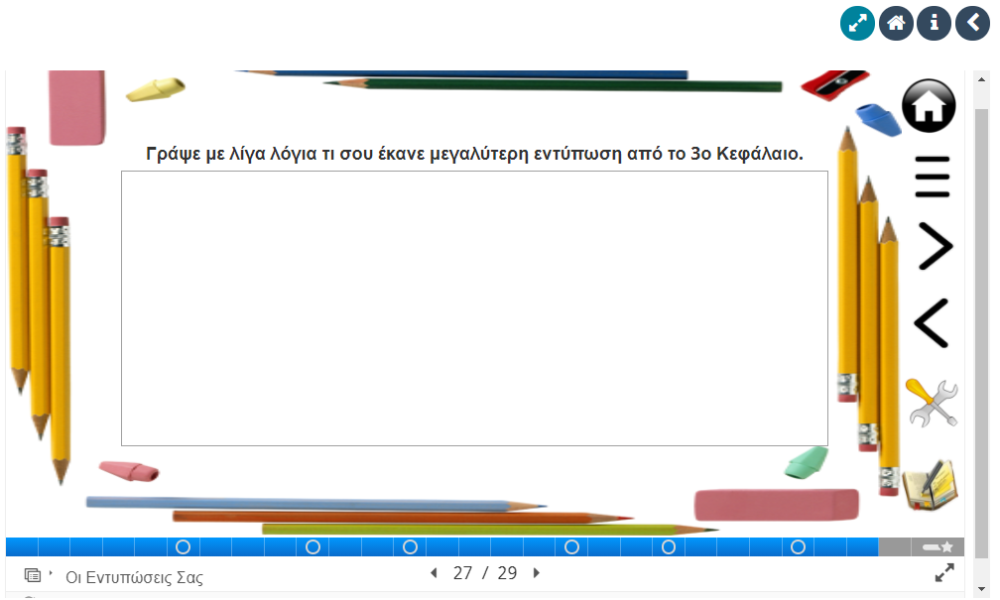 Γράψε με λίγα λόγια τι σου έκανε μεγαλύτερη εντύπωση από το 3ο Κεφάλαιο.
Οι Εντυπώσεις Σας
27 / 29